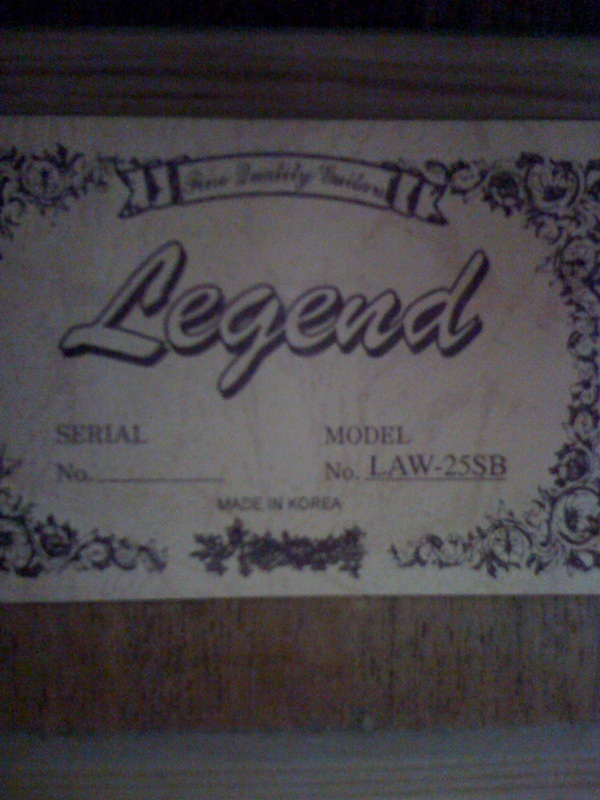 Fine Quality Guitars
Legend
SERIAL
No.
MODEL
No. LAW-25SB
MADE IN KOREA